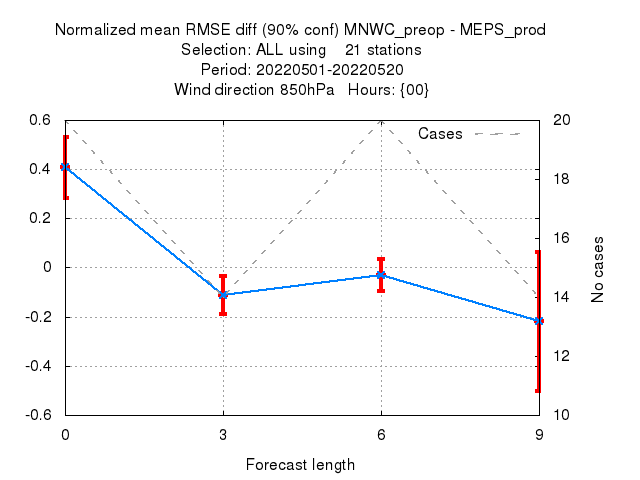 Normalized mean RMSE diff (90% conf) MNWC_preop - MEPS_prod
Selection: ALL using    21 stations
Period: 20220501-20220520
Wind direction 850hPa   Hours: {00}
Cases
0.6
0.4
0.2
0
-0.2
-0.4
-0.6
20
18
16
14
12
10
No cases
0 3 6 9
Forecast length